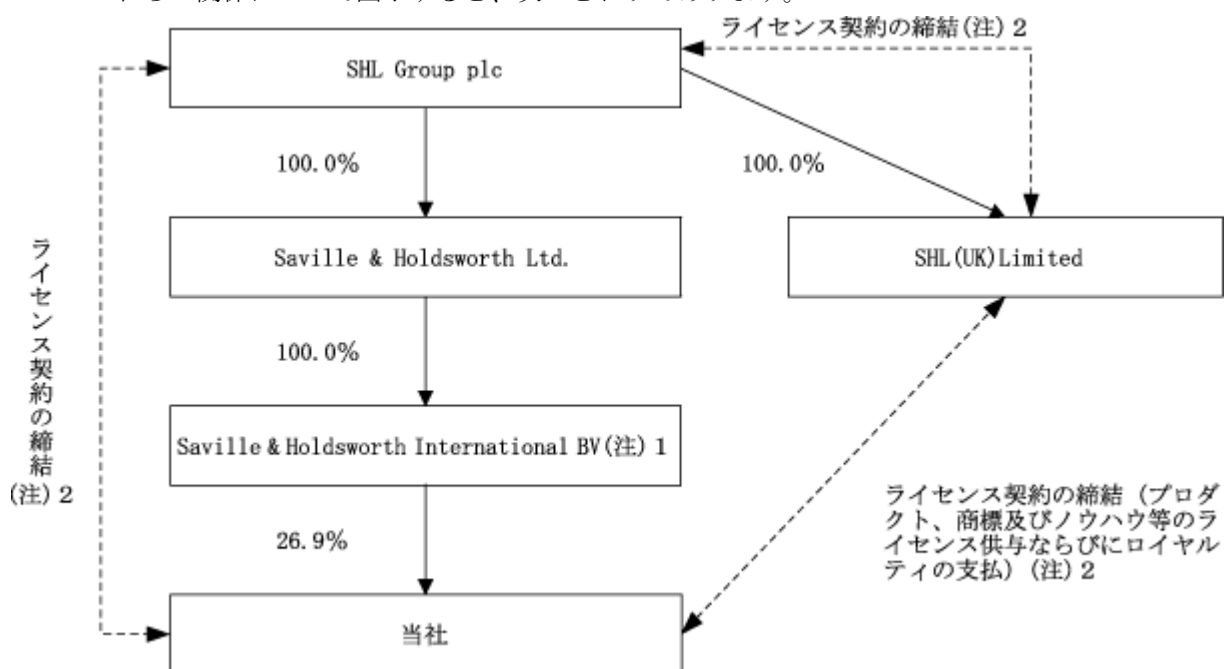 ライセンス契約の締結(注)2
SHL Group plc
100.0%
100.0%
Saville & Holdsworth Ltd.
SHL(UK)Limited
ライセンス契約の締結
(注)2
100.0%
Saville & Holdsworth International BV(注)1
26.9%
ライセンス契約の締結(プロダ
クト、商標及びノウハウ等のラ
イセンス供与ならびにロイヤル
ティの支払)(注)2
当社